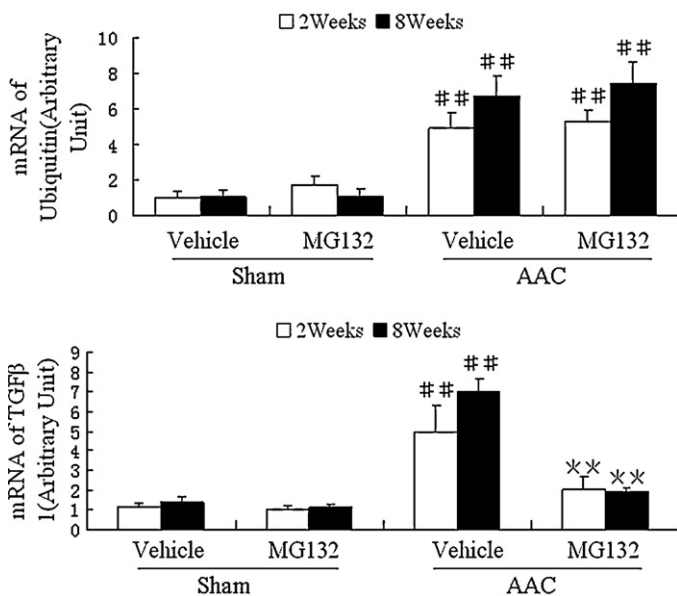 2Weeks 8Weeks
mRNA of
Ubiquitin(Arbitrary
Unit)
10
8
6
4
2
0
## ## ## ##
Vehicle MG132 Vehicle MG132
Sham AAC
2Weeks 8Weeks
mRNA of TGFβ
1(Arbitrary Unit)
9
8
7
6
5
4
3
2
1
0
## ## ** **
Vehicle MG132 Vehicle MG132
Sham AAC